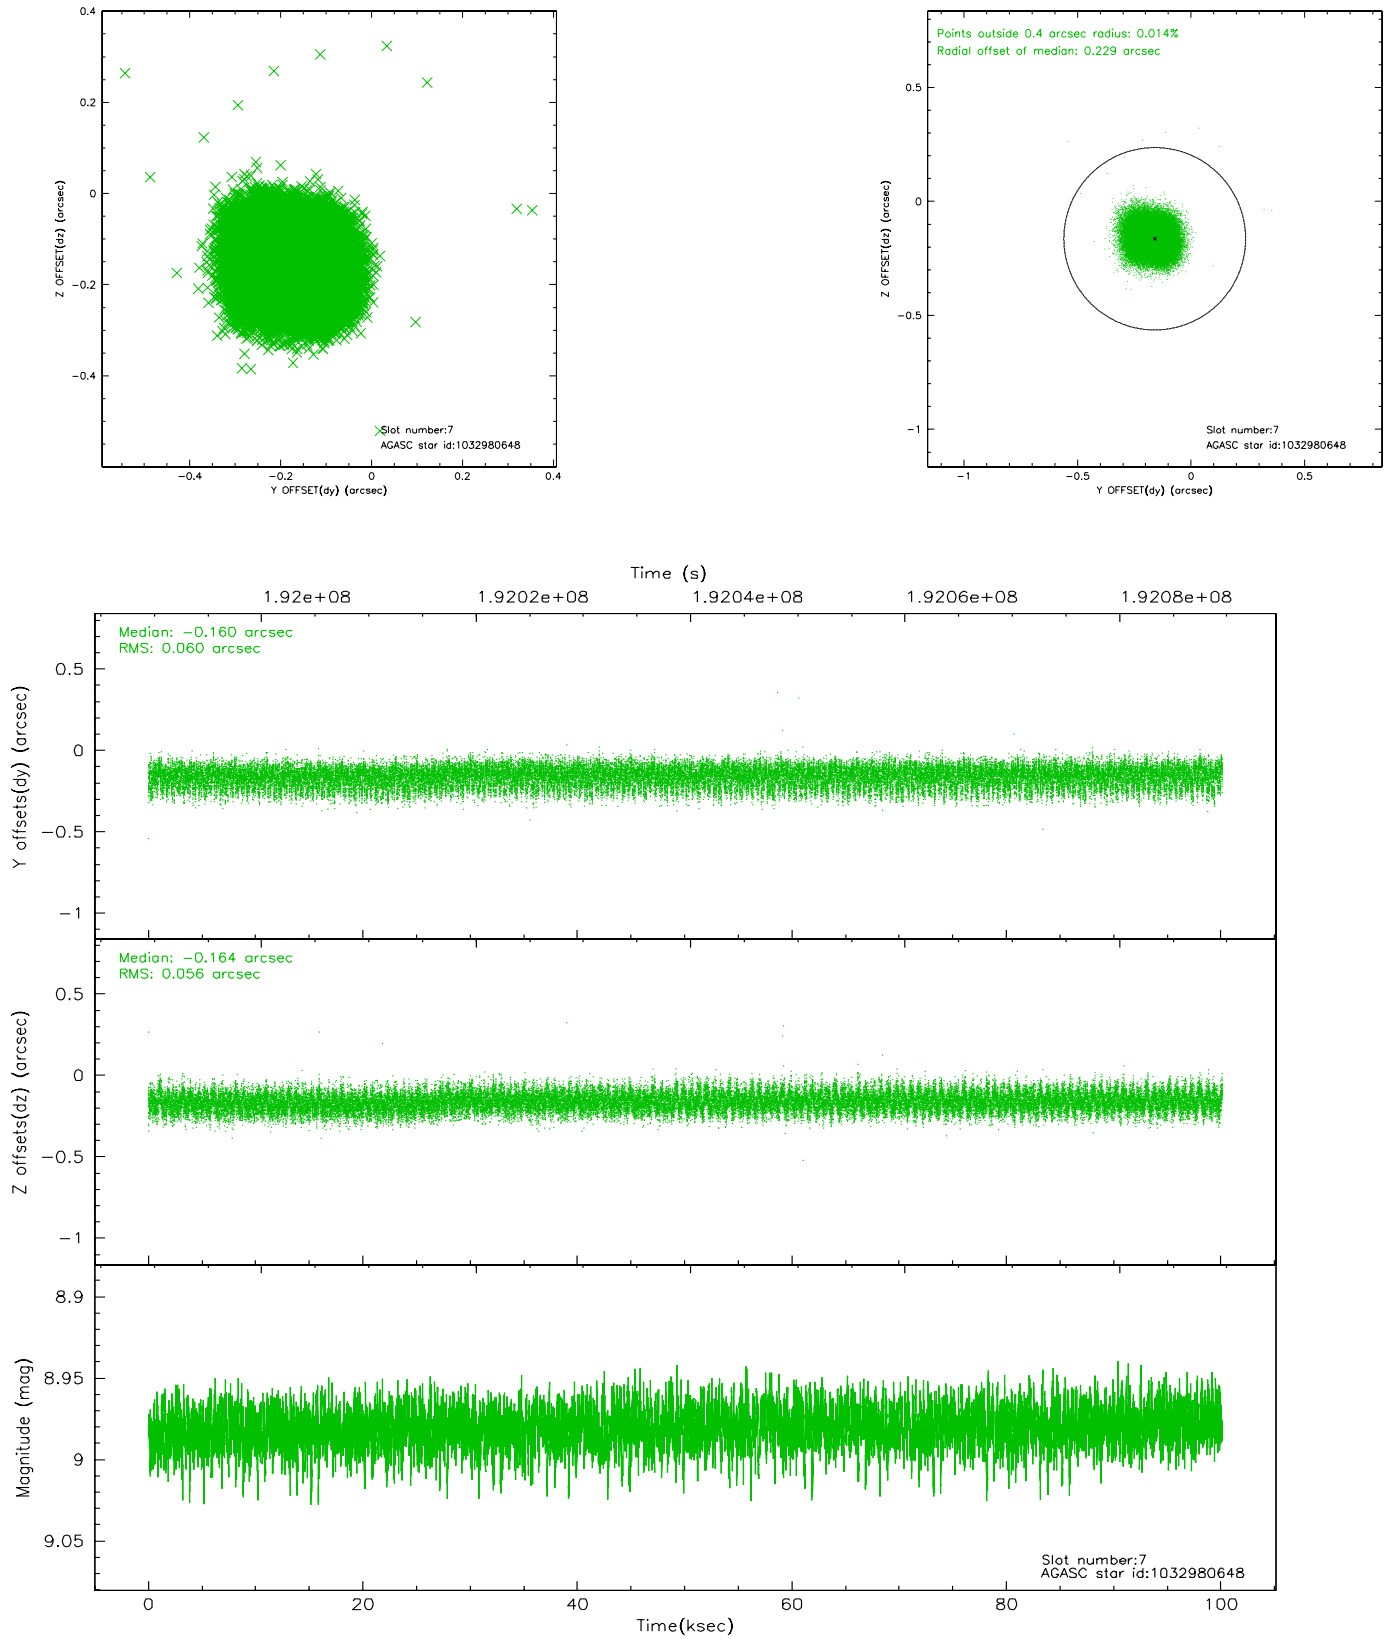 0.4
0.2
0
−0.2
−0.4
Z OFFSET(dz) (arcsec)
−0.4 −0.2 0 0.2 0.4
Y OFFSET(dy) (arcsec)
Slot number:7
AGASC star id:1032980648
Points outside 0.4 arcsec radius: 0.014%
Radial offset of median: 0.229 arcsec
0.5
0
−0.5
−1
Z OFFSET(dz) (arcsec)
−1 −0.5 0 0.5
Y OFFSET(dy) (arcsec)
Slot number:7
AGASC star id:1032980648
Time (s)
1.92e+08 1.9202e+08 1.9204e+08 1.9206e+08 1.9208e+08
Median: −0.160 arcsec
RMS: 0.060 arcsec
0.5
0
−0.5
−1
Y offsets(dy) (arcsec)
Median: −0.164 arcsec
RMS: 0.056 arcsec
0.5
0
−0.5
−1
Z offsets(dz) (arcsec)
8.9
8.95
9
9.05
Magnitude (mag)
Slot number:7
AGASC star id:1032980648
0 20 40 60 80 100
Time(ksec)